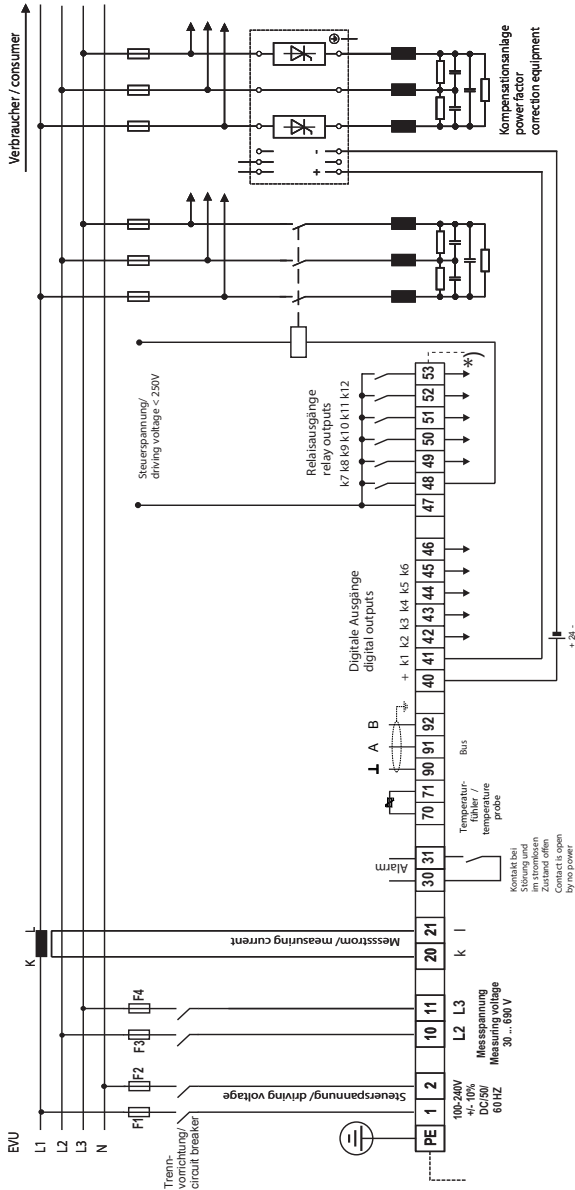 EVU
L1
L2
L3
N
Verbraucher / consumer
K
L
F1
F2
F3
F4
Trenn-
vorrichtung/
circuit breaker
Steuerspannung/ driving voltage
Messstrom/ measuring current
Alarm
⊥ A B
Digitale Ausgänge
digital outputs
+ k1 k2 k3 k4 k5 k6
Steuerspannung/
driving voltage < 250V
Relaisausgänge
relay outputs
k7 k8 k9 k10 k11 k12
+
-
Kompensationsanlage
power factor
correction equipment
PE 1 2 10 11 20 21 30 31 70 71 90 91 92 40 41 42 43 44 45 46 47 48 49 50 51 52 53
*)
100-240V
+/- 10%
DC/50/
60 HZ
L2 L3
Messspannung
Measuring voltage
30 ... 690 V
k l
Kontakt bei
Störung und
im stromlosen
Zustand offen
Contact is open
by no power
Temperatur-
fühler /
temperature
probe
Bus
+ 24 -